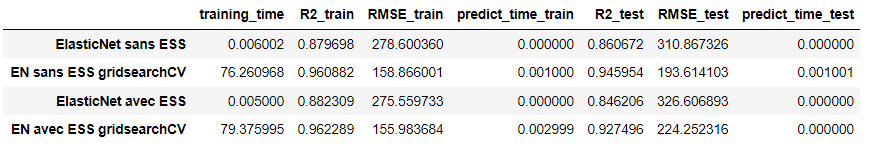 training_time R2_train RMSE_train predict_time_train R2_test RMSE_test predict_time_test
ElasticNet sans ESS 0.006002 0.879698 278.600360 0.000000 0.860672 310.867326 0.000000
EN sans ESS gridsearchCV 76.260968 0.960882 158.866001 0.001000 0.945954 193.614103 0.001001
ElasticNet avec ESS 0.005000 0.882309 275.559733 0.000000 0.846206 326.606893 0.000000
EN avec ESS gridsearchCV 79.375995 0.962289 155.983684 0.002999 0.927496 224.252316 0.000000